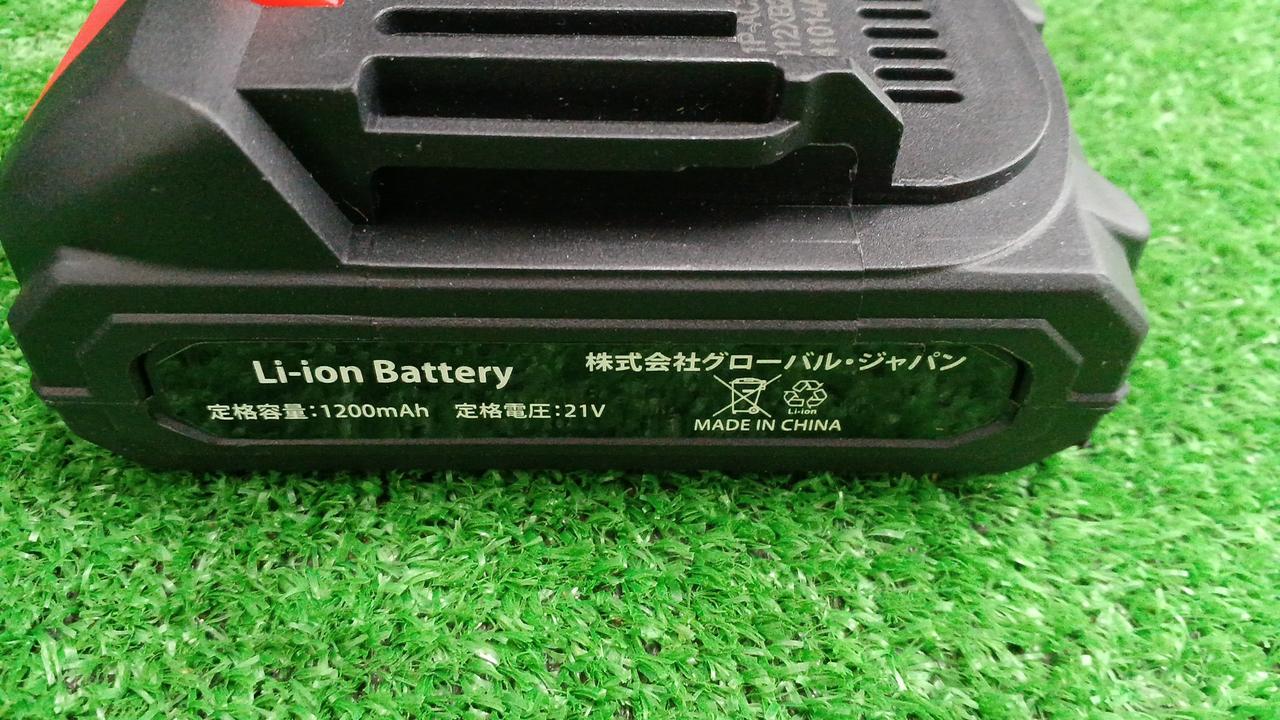 Li-ion Battery
定格容量：1200mAh 定格電圧：21V
株式会社グローバル・ジャパン
Li-ion
MADE IN CHINA